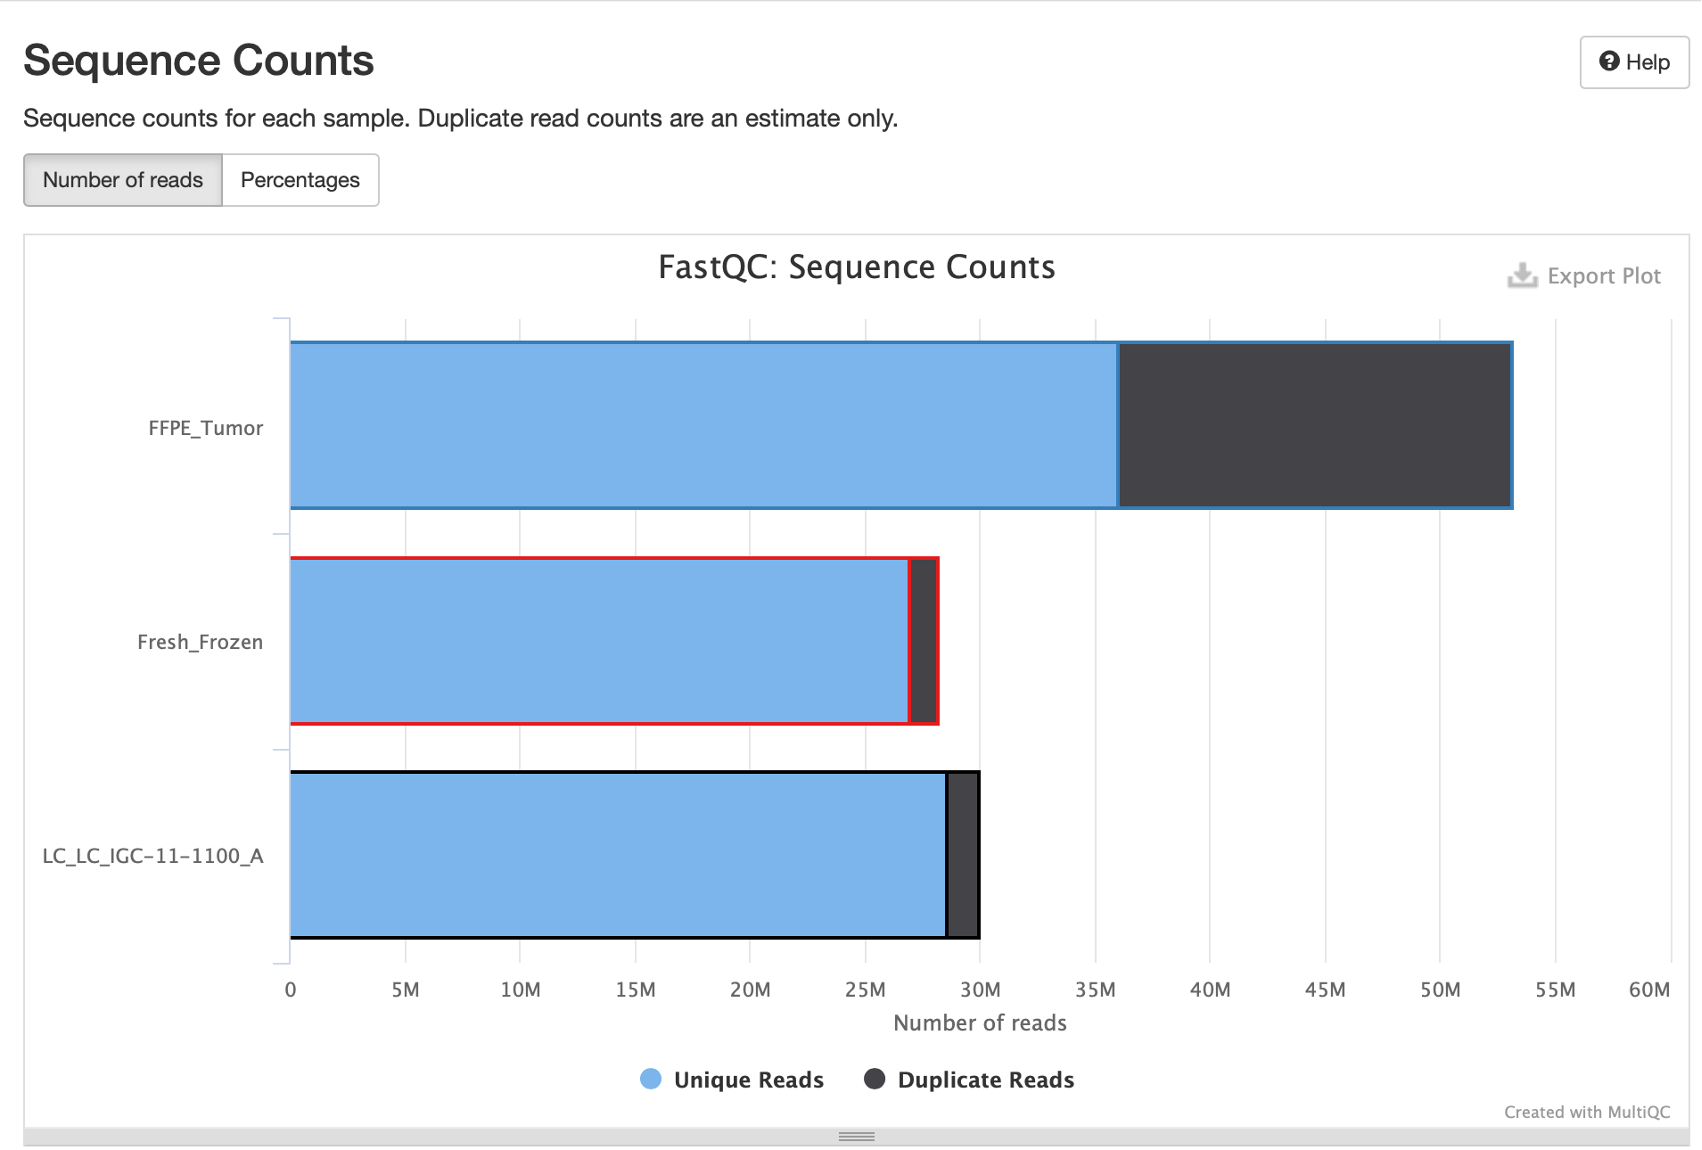 Sequence Counts
Help
Sequence counts for each sample. Duplicate read counts are an estimate only.
Number of reads
Percentages
FastQC: Sequence Counts
Export Plot
FFPE_Tumor
Fresh_Frozen
LC_LC_IGC-11-1100_A
0 5M 10M 15M 20M 25M 30M 35M 40M 45M 50M 55M 60M
Number of reads
Unique Reads Duplicate Reads
Created with MultiQC